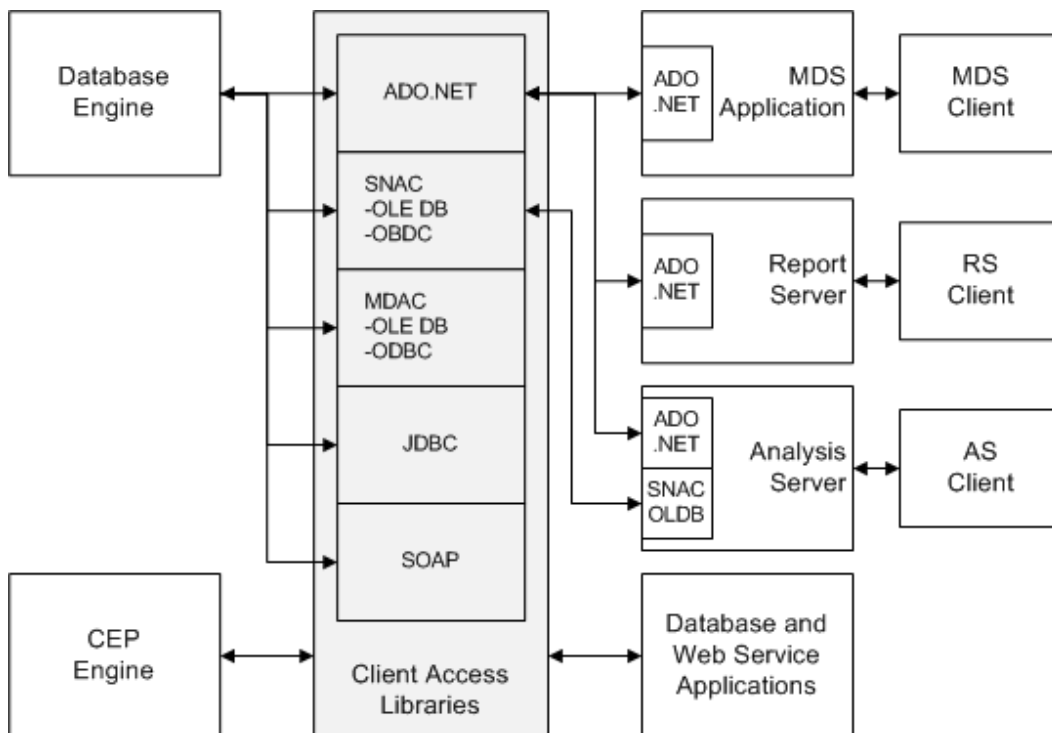 Database
Engine
ADO.NET
SNAC
-OLE DB
-OBDC
MDAC
-OLE DB
-ODBC
JDBC
SOAP
Client Access
Libraries
CEP
Engine
ADO
.NET
MDS
Application
MDS
Client
ADO
.NET
Report
Server
RS
Client
ADO
.NET
SNAC
OLDB
Analysis
Server
AS
Client
Database and
Web Service
Applications